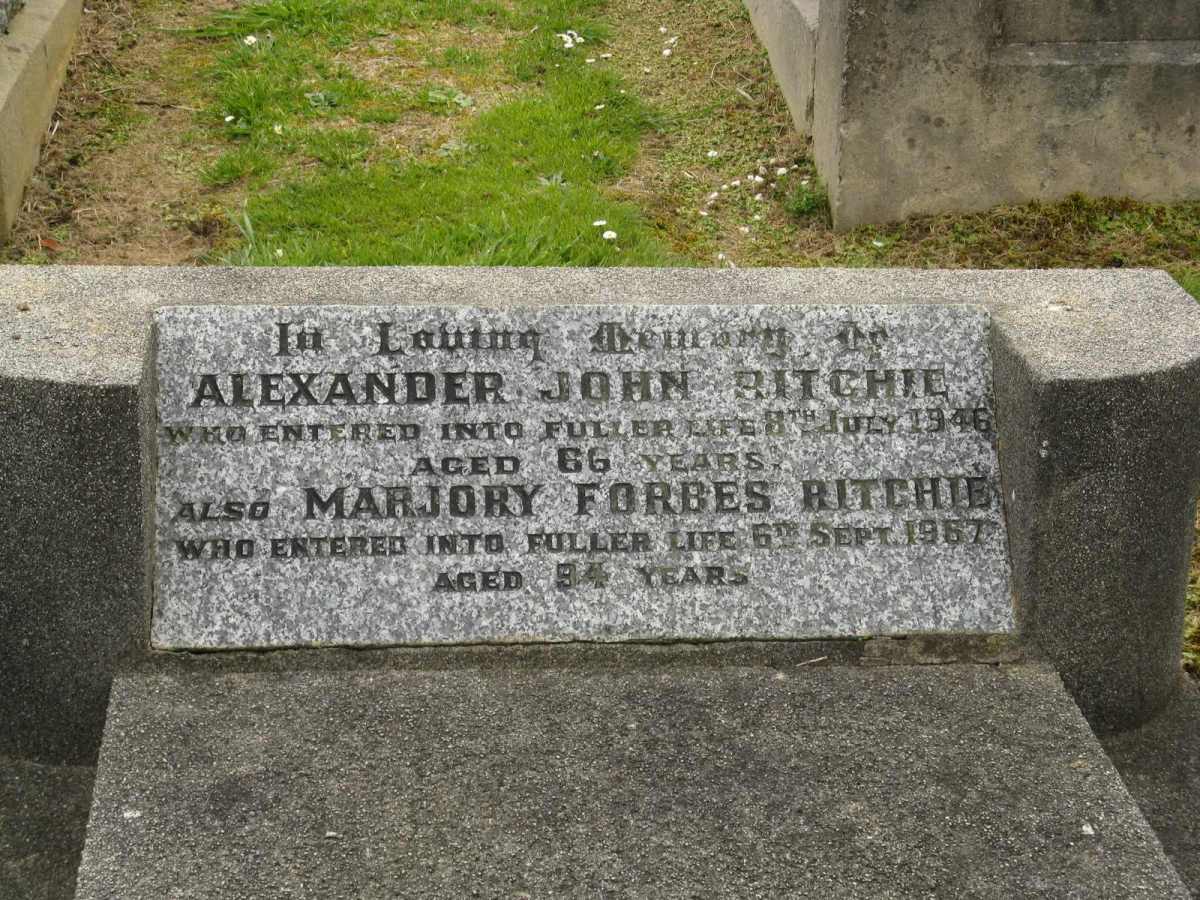 In Loving Memory Of
ALEXANDER JOHN RITCHIE
WHO ENTERED INTO FULLER LIFE 8TH JULY 1946
AGED 66 YEARS.
ALSO MARJORY FORBES RITCHIE
WHO ENTERED INTO FULLER LIFE 6TH SEPT. 1967
AGED 94 YEARS